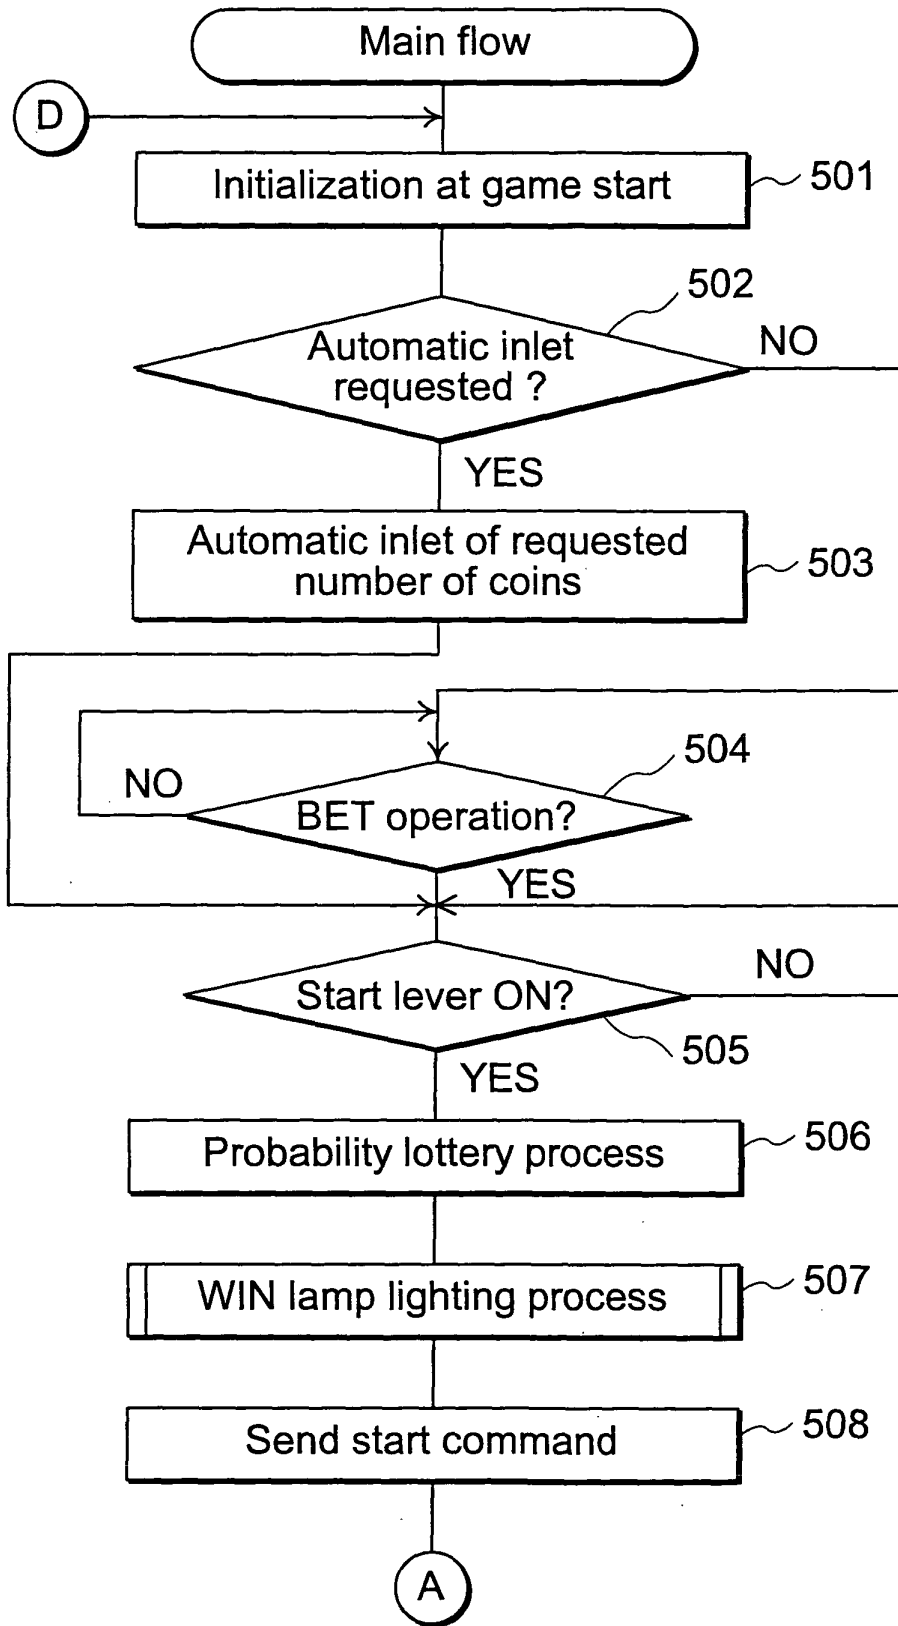 Main flow
D
Initialization at game start
501
502
Automatic inlet
requested ?
NO
YES
Automatic inlet of requested
number of coins
503
504
NO
BET operation?
YES
NO
Start lever ON?
505
YES
Probability lottery process
506
WIN lamp lighting process
507
Send start command
508
A